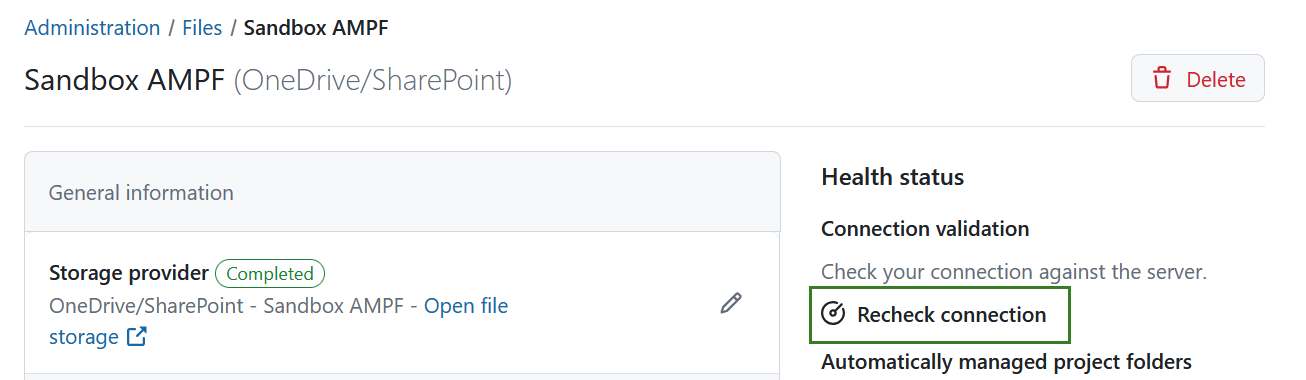 Administration / Files / Sandbox AMPF
Sandbox AMPF (OneDrive/SharePoint)
Delete
General information
Storage provider Completed
OneDrive/SharePoint - Sandbox AMPF - Open file
storage
Health status
Connection validation
Check your connection against the server.
Recheck connection
Automatically managed project folders